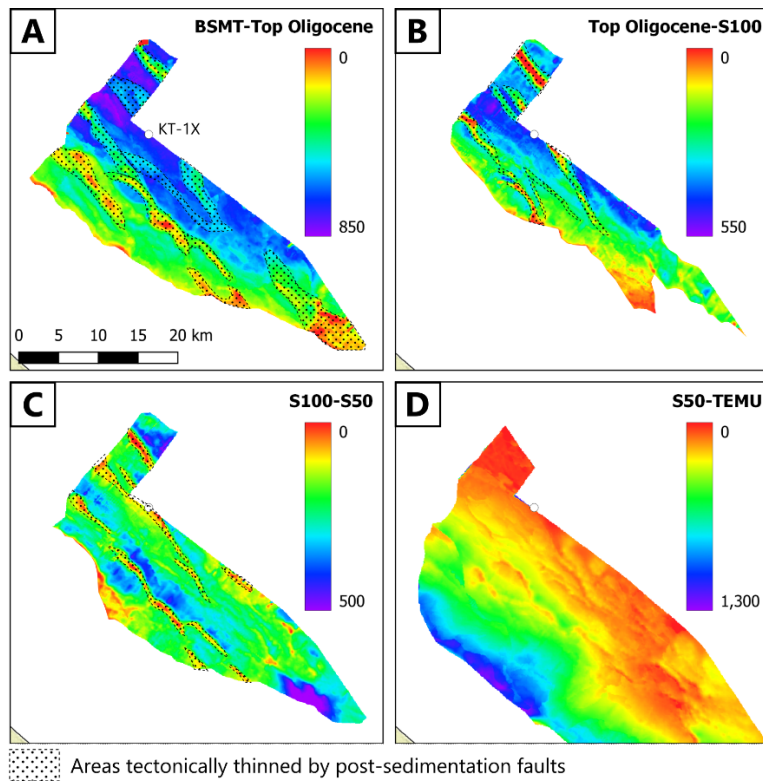 A
BSMT-Top Oligocene
0
KT-1X
850
0 5 10 15 20 km
B
Top Oligocene-S100
0
550
C
S100-S50
0
500
D
S50-TEMU
0
1,300
Areas tectonically thinned by post-sedimentation faults